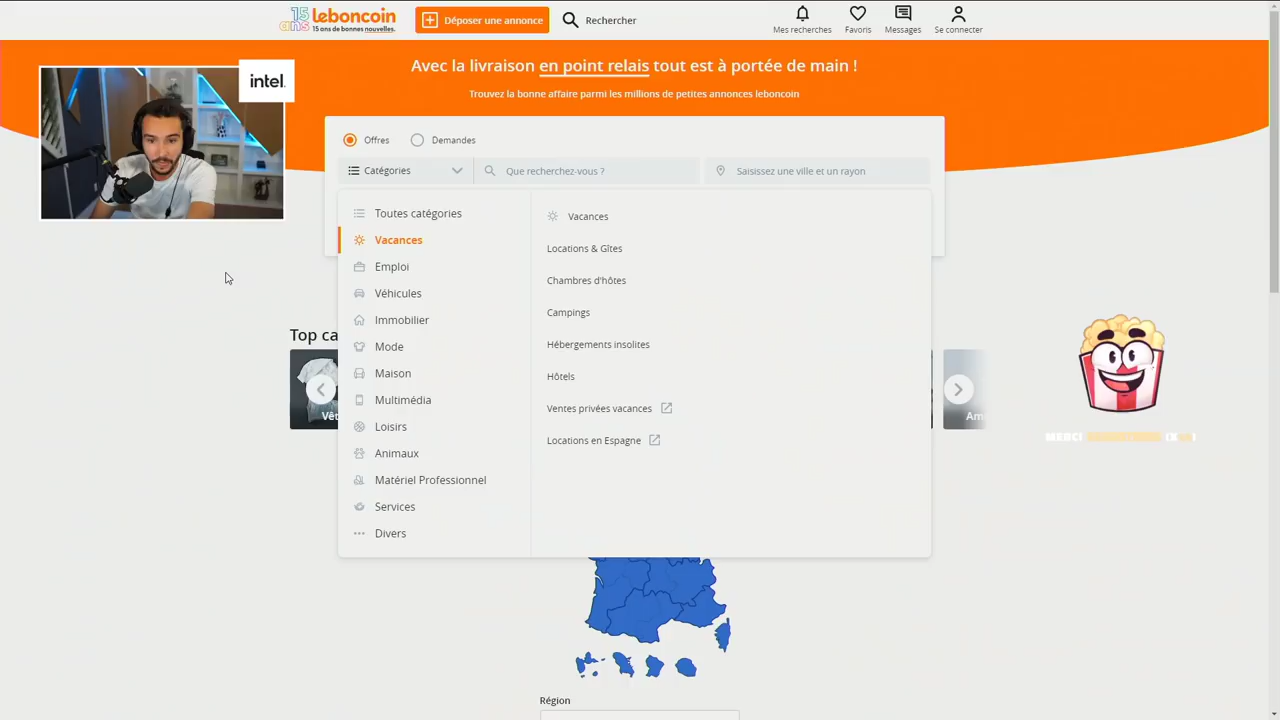 15 ans
leboncoin
15 ans de bonnes nouvelles.
Déposer une annonce
Rechercher
Mes recherches
Favoris
Messages
Se connecter
intel.
Avec la livraison en point relais tout est à portée de main !
Trouvez la bonne affaire parmi les millions de petites annonces leboncoin
Offres
Demandes
Catégories
Que recherchez-vous ?
Saisissez une ville et un rayon
Toutes catégories
Vacances
Emploi
Véhicules
Immobilier
Mode
Maison
Multimédia
Loisirs
Animaux
Matériel Professionnel
Services
Divers
Vacances
Locations & Gîtes
Chambres d'hôtes
Campings
Hébergements insolites
Hôtels
Ventes privées vacances
Locations en Espagne
Top ca
Vêt
Am
MERCI
Région